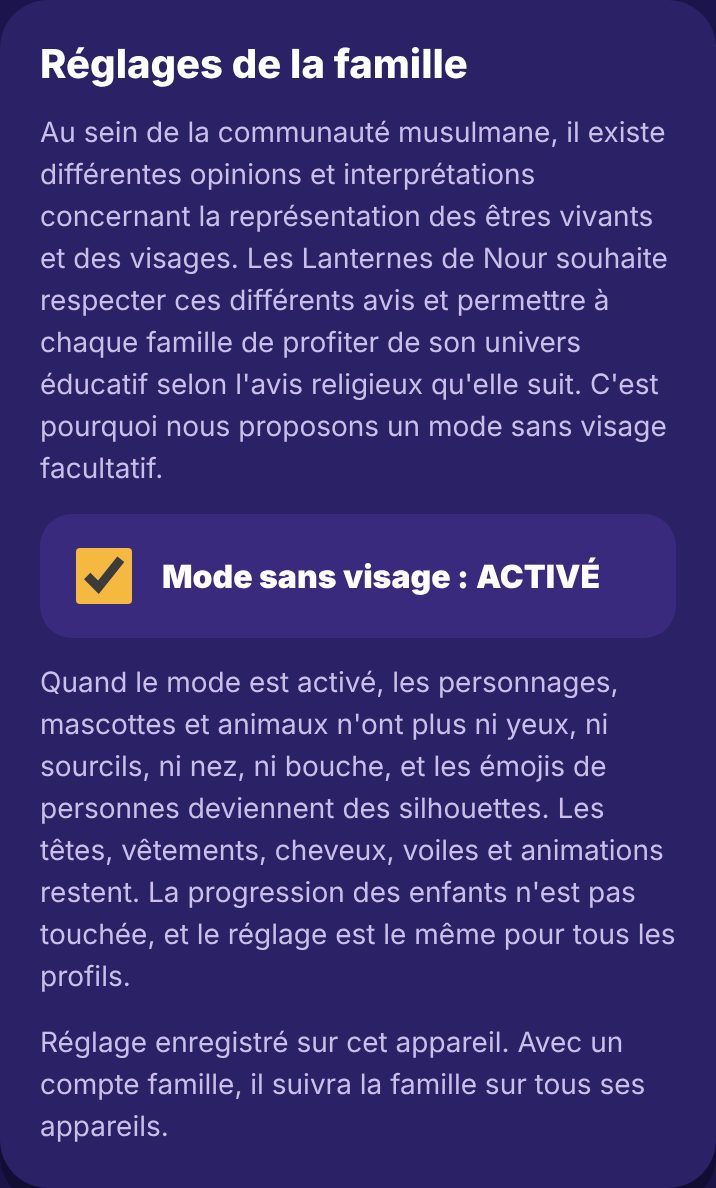 Réglages de la famille
Au sein de la communauté musulmane, il existe
différentes opinions et interprétations
concernant la représentation des êtres vivants
et des visages. Les Lanternes de Nour souhaite
respecter ces différents avis et permettre à
chaque famille de profiter de son univers
éducatif selon l'avis religieux qu'elle suit. C'est
pourquoi nous proposons un mode sans visage
facultatif.
Mode sans visage : ACTIVÉ
Quand le mode est activé, les personnages,
mascottes et animaux n'ont plus ni yeux, ni
sourcils, ni nez, ni bouche, et les émojis de
personnes deviennent des silhouettes. Les
têtes, vêtements, cheveux, voiles et animations
restent. La progression des enfants n'est pas
touchée, et le réglage est le même pour tous les
profils.
Réglage enregistré sur cet appareil. Avec un
compte famille, il suivra la famille sur tous ses
appareils.